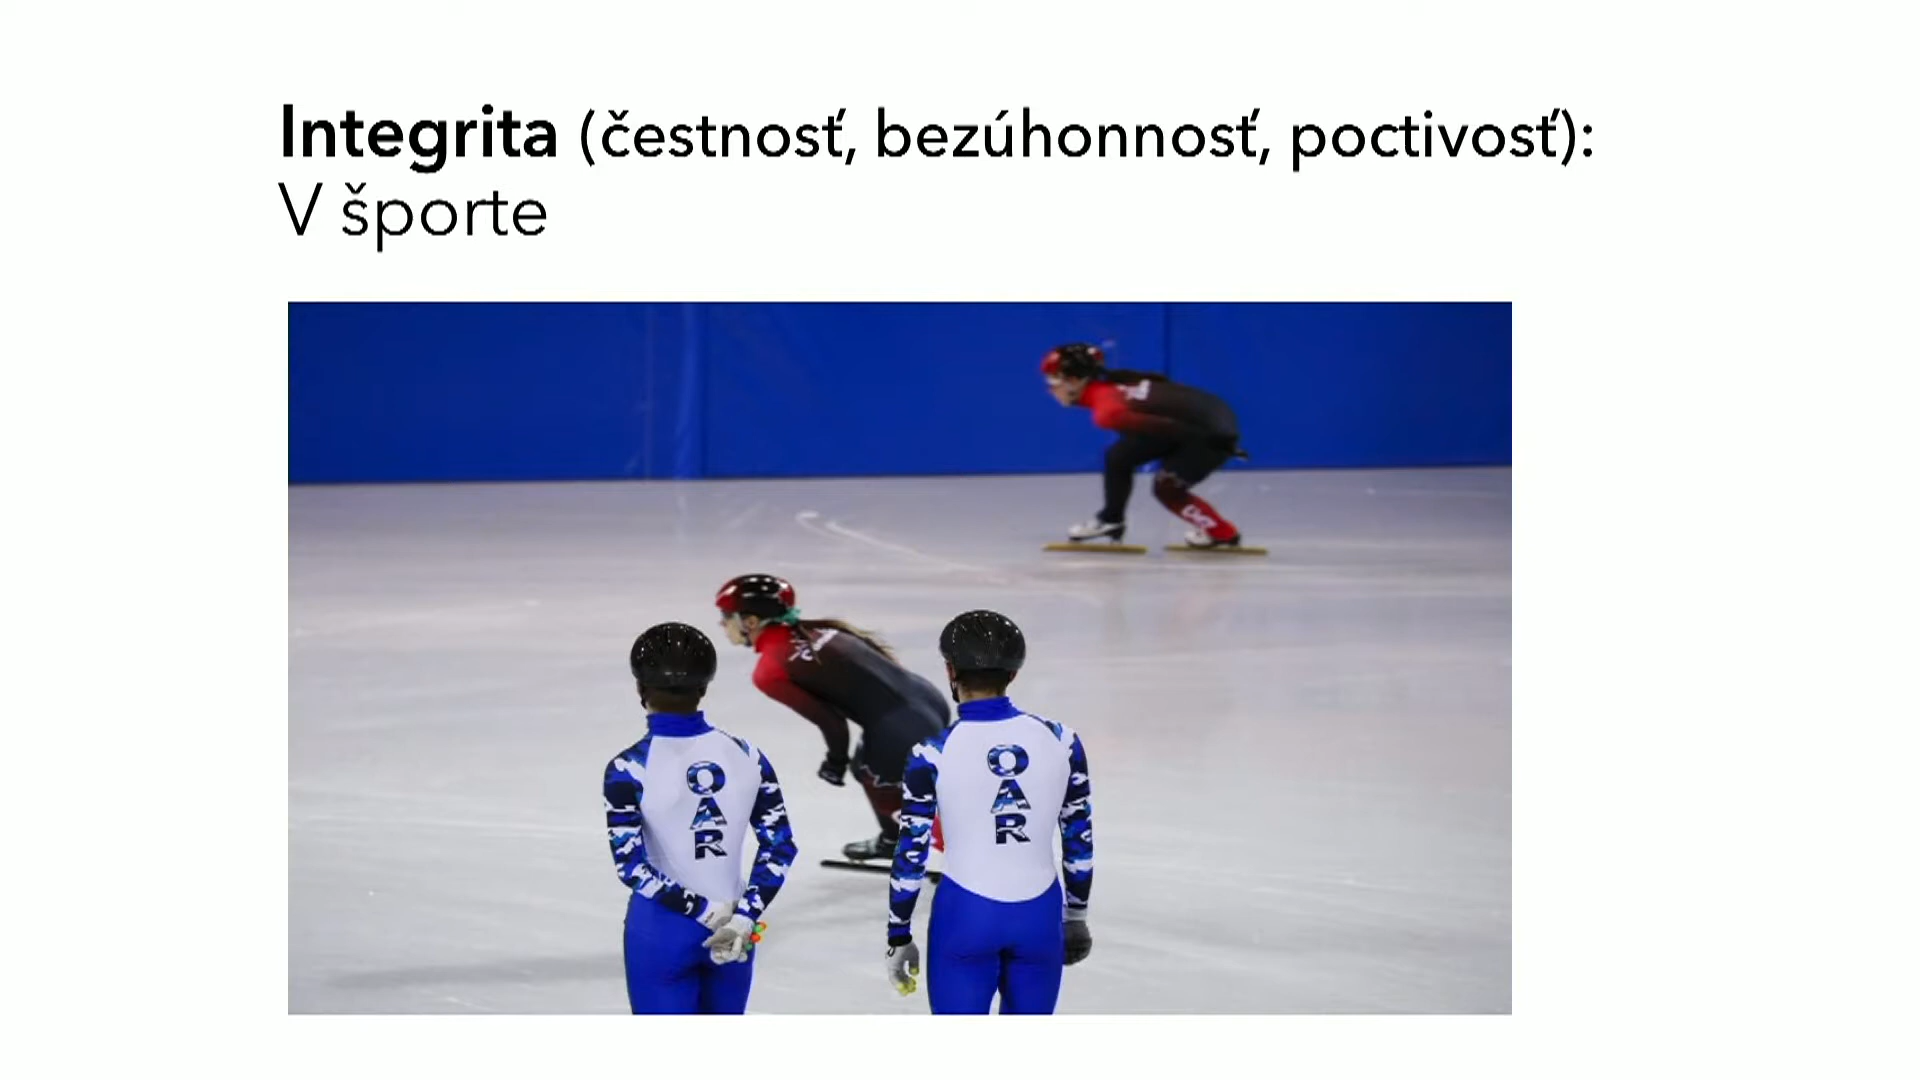 Integrita (čestnosť, bezúhonnosť, poctivosť):
V športe
OAR
OAR